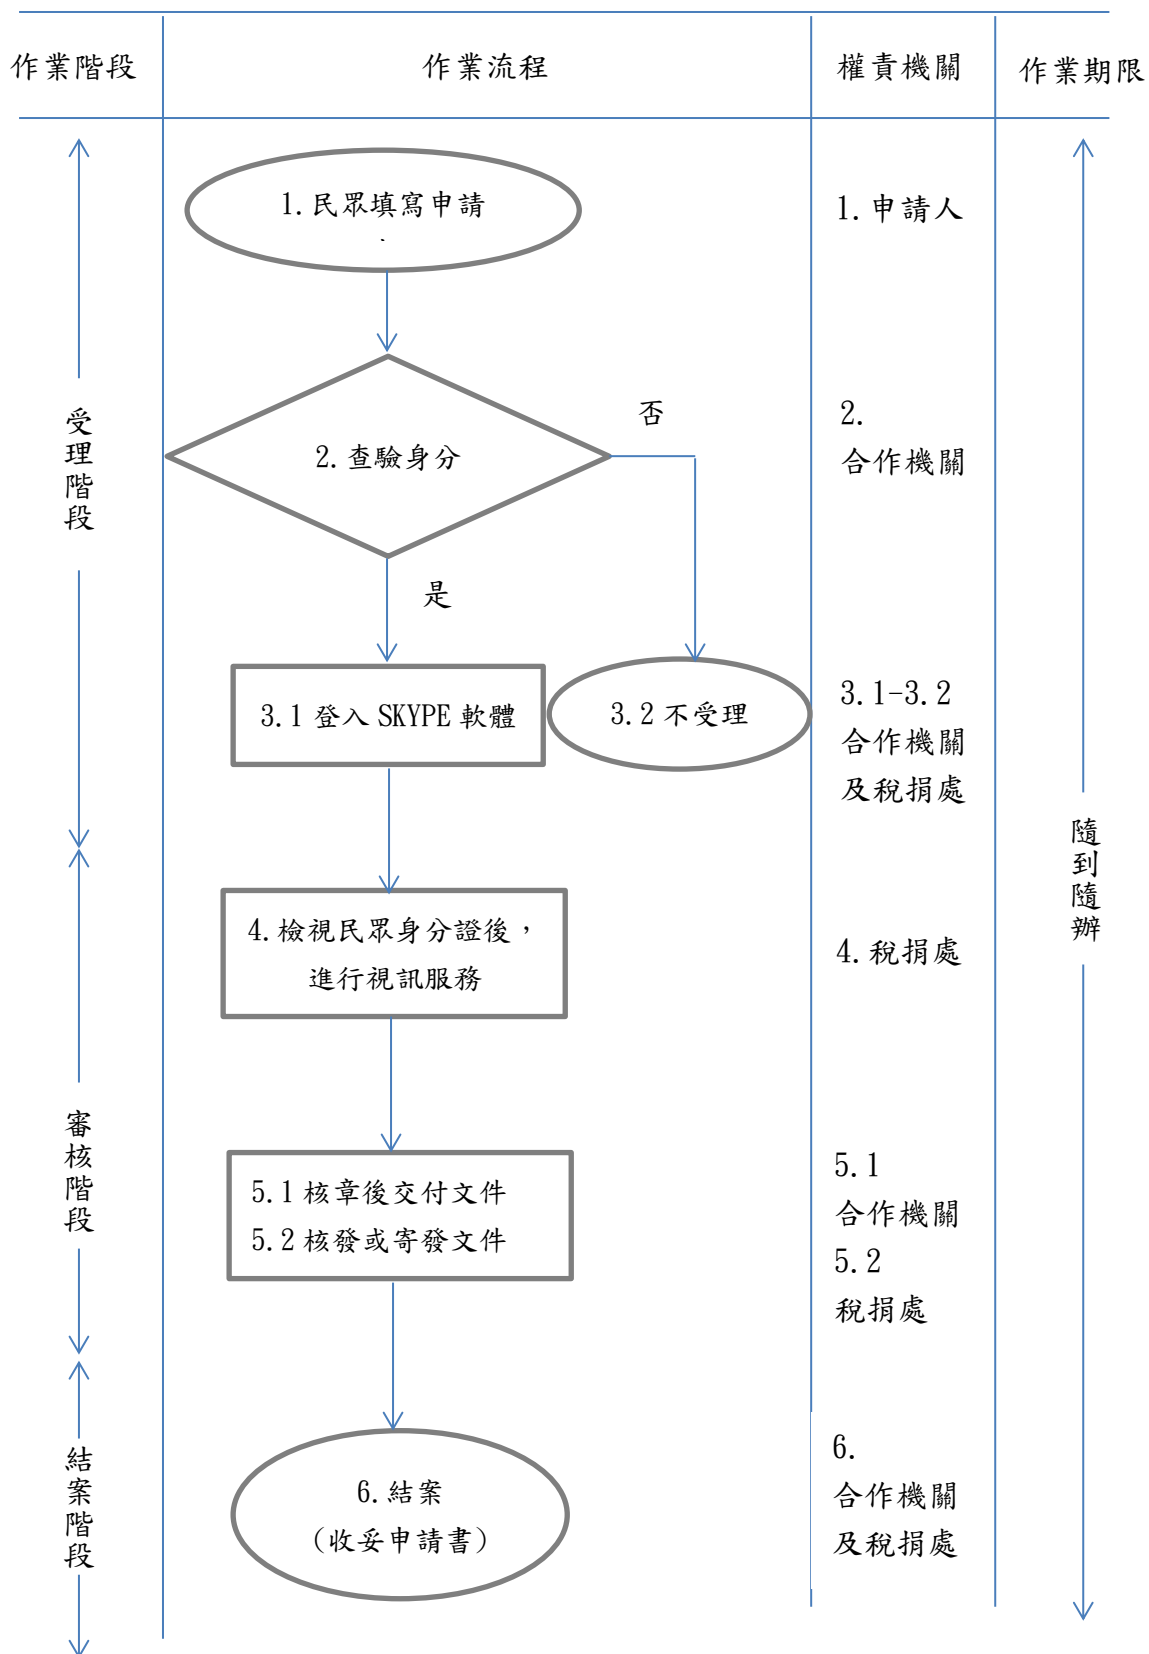 作業階段 作業流程 權責機關 作業期限
1.民眾填寫申請
1.申請人
受理階段
2.查驗身分
否
2.
合作機關
是
3.1 登入 SKYPE 軟體
3.2 不受理
3.1-3.2
合作機關
及稅捐處
隨到隨辦
4.檢視民眾身分證後，
進行視訊服務
4.稅捐處
審核階段
5.1 核章後交付文件
5.2 核發或寄發文件
5.1
合作機關
5.2
稅捐處
結案階段
6.結案
(收妥申請書)
6.
合作機關
及稅捐處